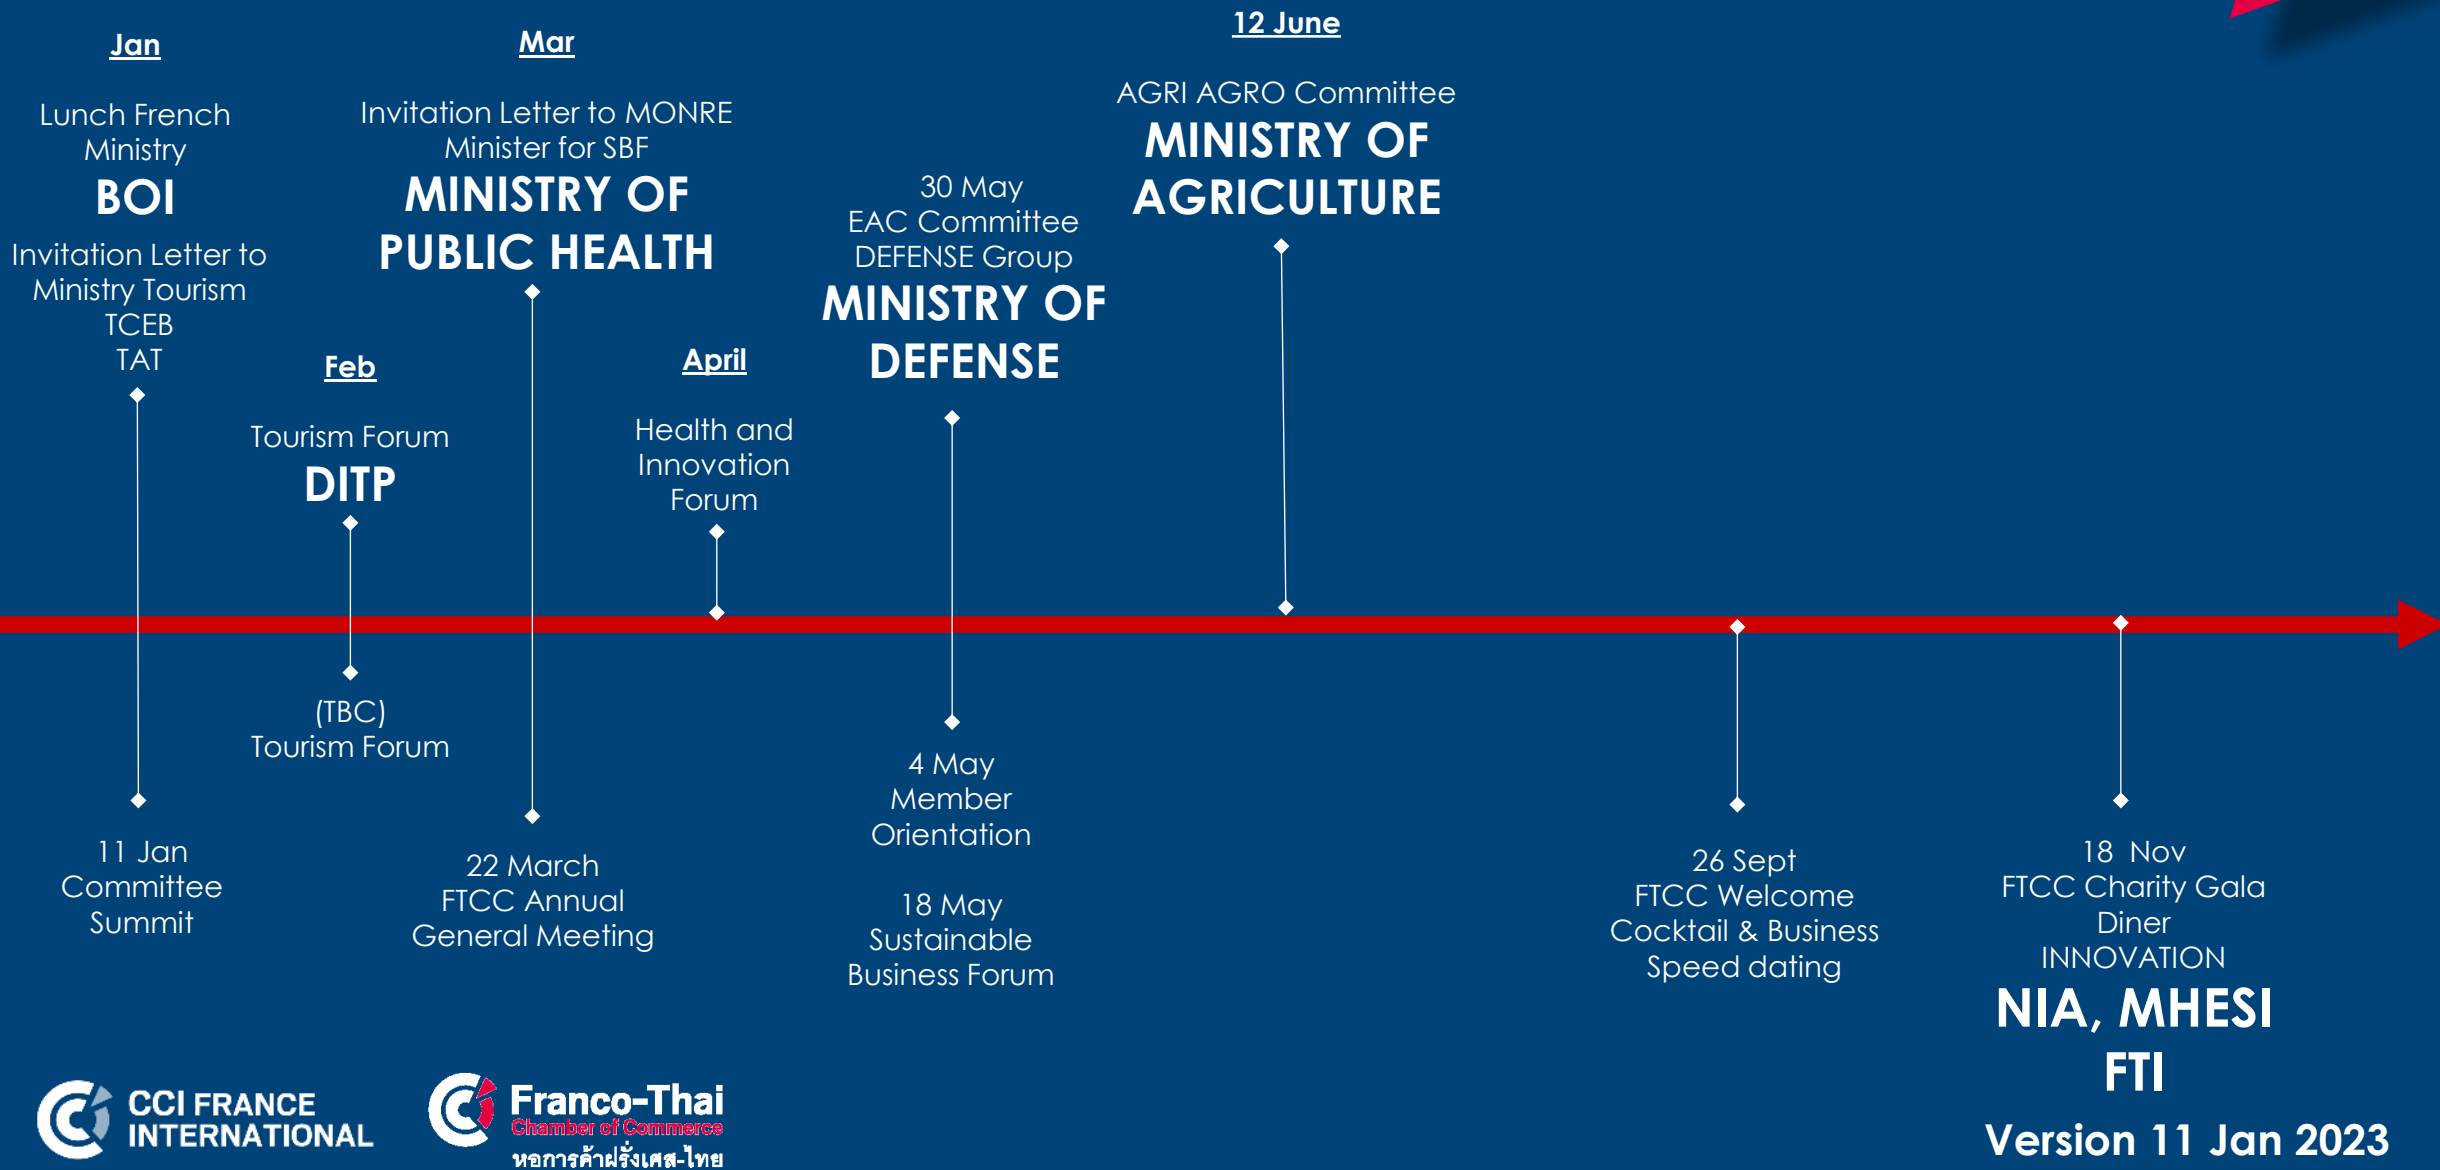 Jan
Lunch French
Ministry
BOI
Invitation Letter to
Ministry Tourism
TCEB
TAT
Feb
Tourism Forum
DITP
Mar
Invitation Letter to MONRE
Minister for SBF
MINISTRY OF
PUBLIC HEALTH
April
Health and
Innovation
Forum
30 May
EAC Committee
DEFENSE Group
MINISTRY OF
DEFENSE
12 June
AGRI AGRO Committee
MINISTRY OF
AGRICULTURE
11 Jan
Committee
Summit
(TBC)
Tourism Forum
22 March
FTCC Annual
General Meeting
4 May
Member
Orientation
18 May
Sustainable
Business Forum
26 Sept
FTCC Welcome
Cocktail & Business
Speed dating
18 Nov
FTCC Charity Gala
Diner
INNOVATION
NIA, MHESI
FTI
CCI FRANCE
INTERNATIONAL
Franco-Thai
Chamber of Commerce
หอการค้าฝรั่งเศส-ไทย
Version 11 Jan 2023